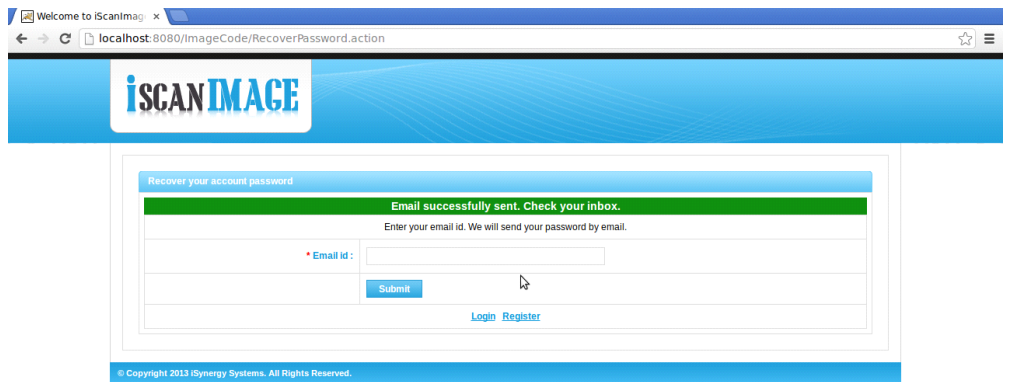 Welcome to iScanImag
localhost:8080/ImageCode/RecoverPassword.action
iSCANIMAGE
Recover your account password
Email successfully sent. Check your inbox.
Enter your email id. We will send your password by email.
* Email id :
Submit
Login Register
© Copyright 2013 iSynergy Systems. All Rights Reserved.